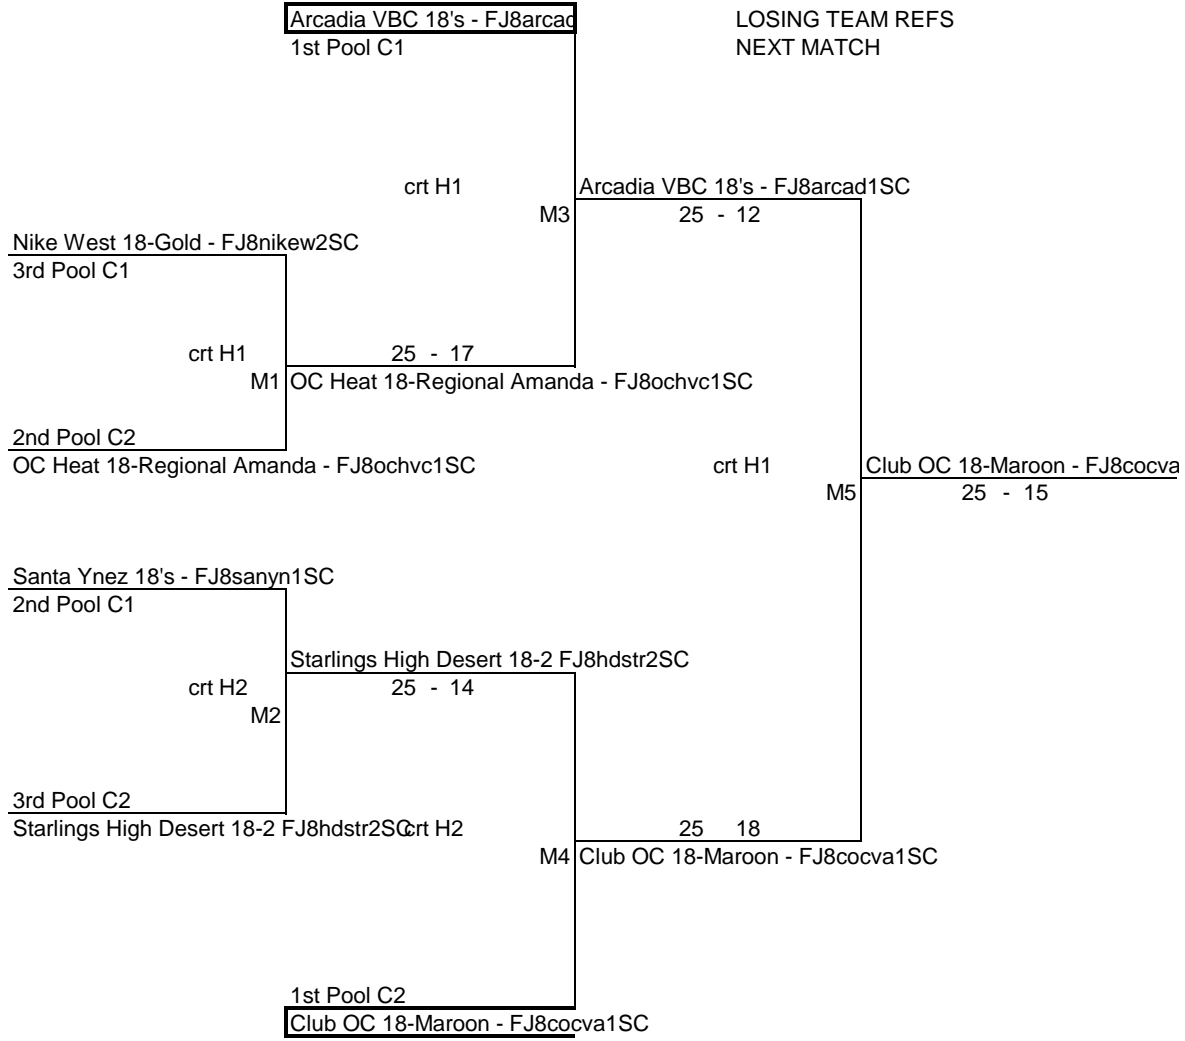 Arcadia VBC 18's - FJ8arcad
LOSING TEAM REFS
1st Pool C1
NEXT MATCH
crt H1
Arcadia VBC 18's - FJ8arcad1SC
M3
25 - 12
Nike West 18-Gold - FJ8nikew2SC
3rd Pool C1
crt H1
25 - 17
M1
OC Heat 18-Regional Amanda - FJ8ochvc1SC
2nd Pool C2
OC Heat 18-Regional Amanda - FJ8ochvc1SC
crt H1
Club OC 18-Maroon - FJ8cocva
M5
25 - 15
Santa Ynez 18's - FJ8sanyn1SC
2nd Pool C1
Starlings High Desert 18-2 FJ8hdstr2SC
crt H2
25 - 14
M2
3rd Pool C2
Starlings High Desert 18-2 FJ8hdstr2SC
crt H2
25 18
M4
Club OC 18-Maroon - FJ8cocva1SC
1st Pool C2
Club OC 18-Maroon - FJ8cocva1SC